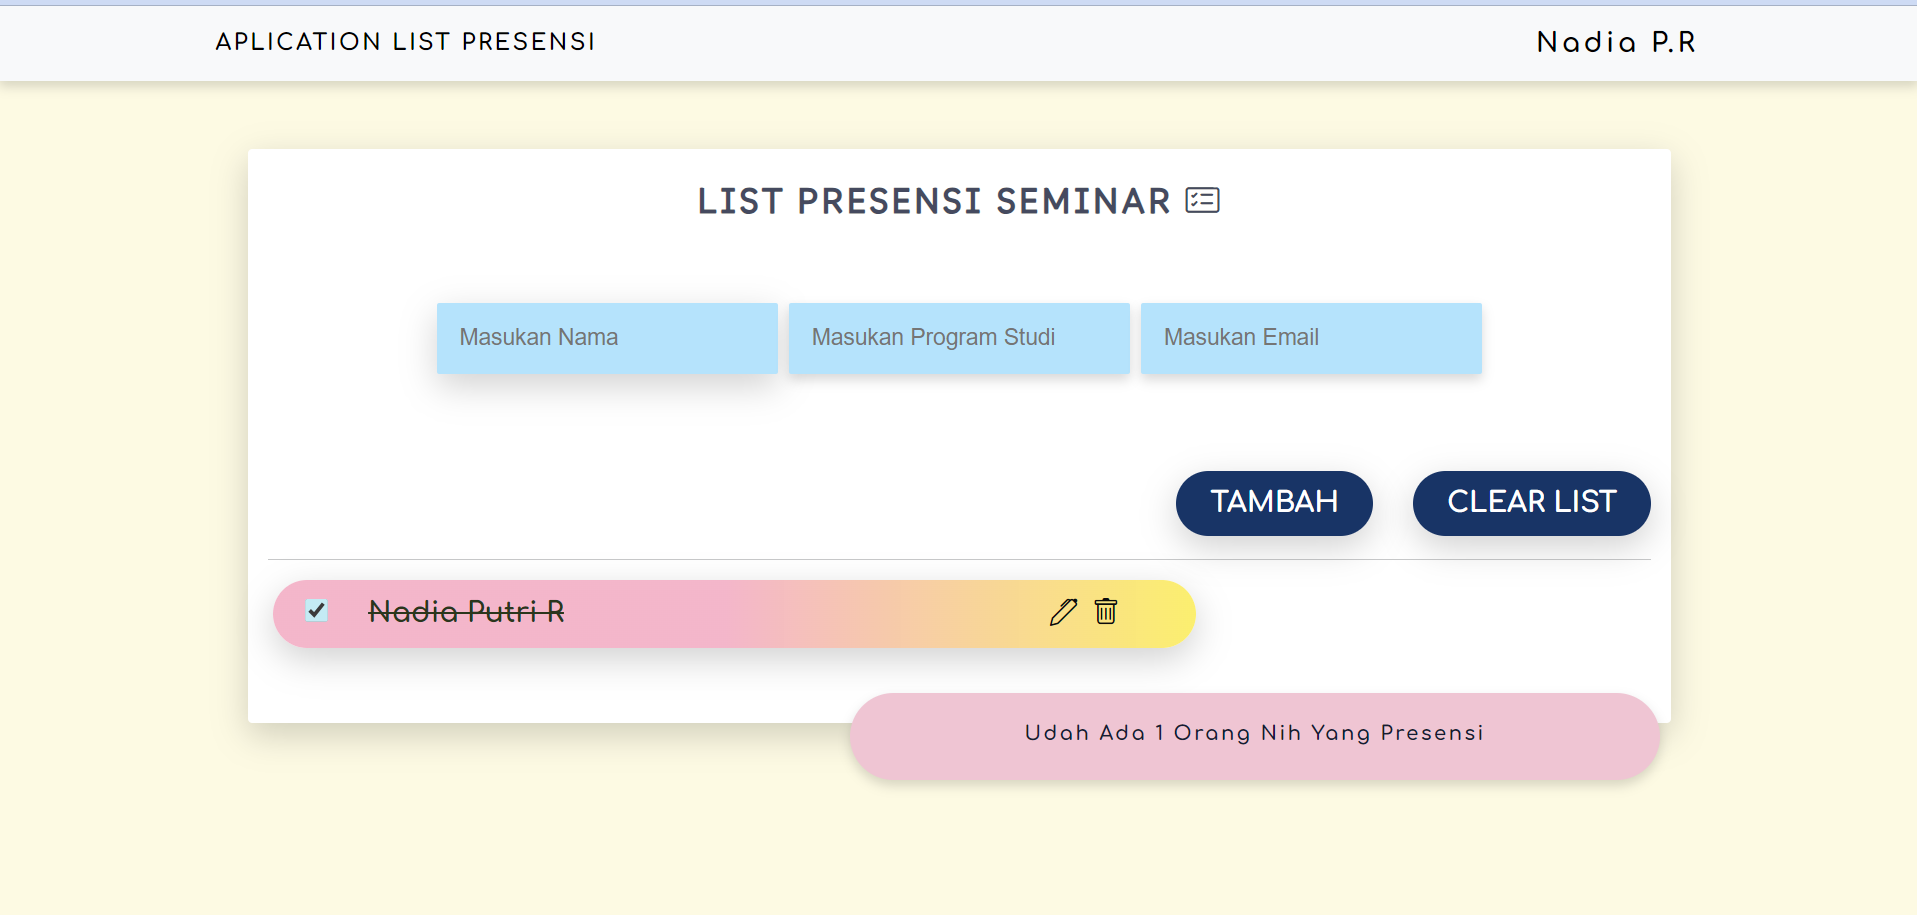 APLICATION LIST PRESENSI
Nadia P.R
LIST PRESENSI SEMINAR
Masukan Nama
Masukan Program Studi
Masukan Email
TAMBAH
CLEAR LIST
Nadia Putri R
Udah Ada 1 Orang Nih Yang Presensi